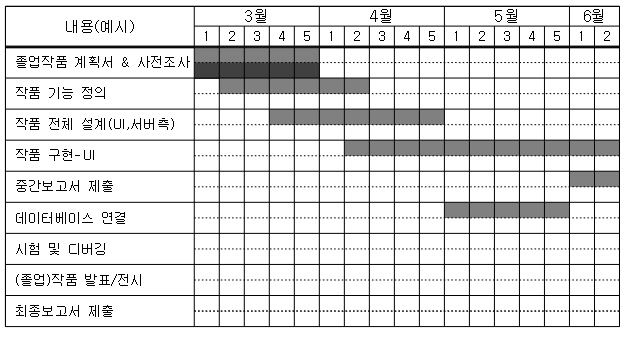 내용(예시) 3월 4월 5월 6월
1 2 3 4 5 1 2 3 4 5 1 2 3 4 5 1 2
졸업작품 계획서 & 사전조사
작품 기능 정의
작품 전체 설계(UI,서버측)
작품 구현-UI
중간보고서 제출
데이터베이스 연결
시험 및 디버깅
(졸업)작품 발표/전시
최종보고서 제출